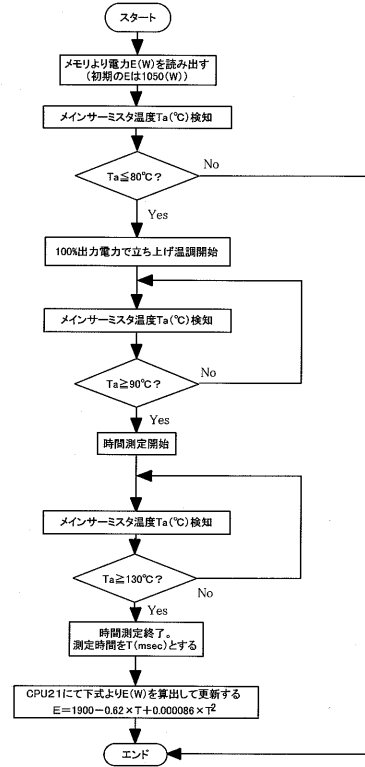 スタート
メモリより電力E(W)を読み出す
(初期のEは1050(W))
メインサーミスタ温度Ta(℃)検知
Ta≦80℃?
No
Yes
100%出力電力で立ち上げ温調開始
メインサーミスタ温度Ta(℃)検知
Ta≧90℃?
No
Yes
時間測定開始
メインサーミスタ温度Ta(℃)検知
Ta≧130℃?
No
Yes
時間測定終了。
測定時間をT(msec)とする
CPU21にて下式よりE(W)を算出して更新する
E=1900-0.62×T+0.000086×T²
エンド